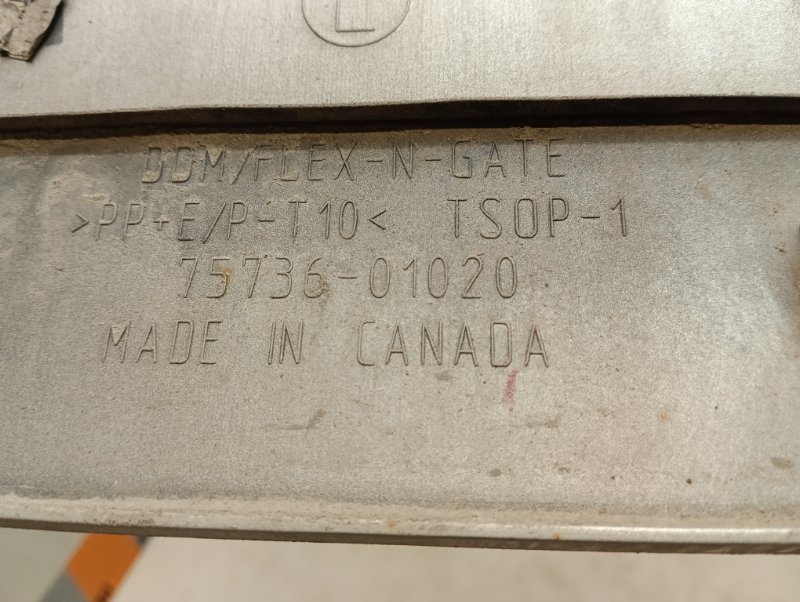 L
DDM/FLEX-N-GATE
>PP+E/P-T10< TSOP-1
75736-01020
MADE IN CANADA